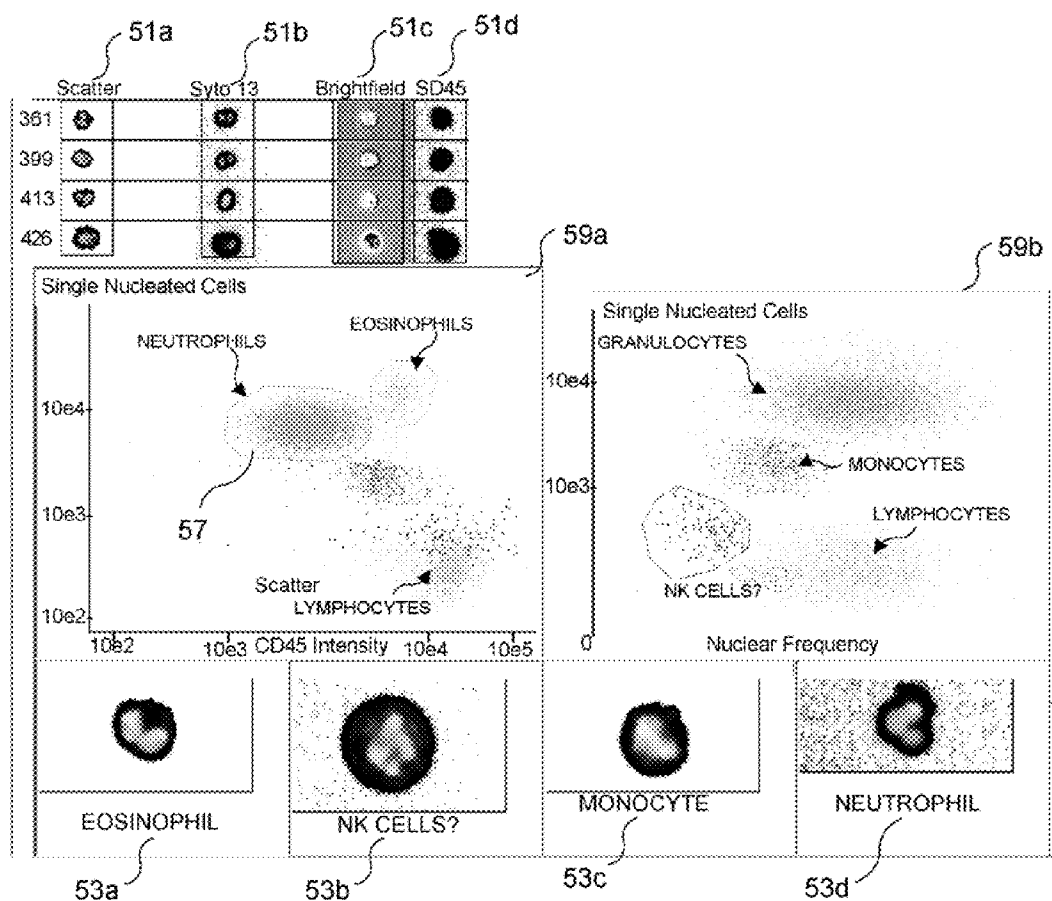 51a 51b 51c 51d
Scatter Syto 13 Brightfield SD45
361
399
413
426
59a
59b
Single Nucleated Cells
NEUTROPHILS
EOSINOPHILS
10e4
10e3
10e2
57
Scatter
LYMPHOCYTES
10e2 10e3 CD45 Intensity 10e4 10e5
Single Nucleated Cells
GRANULOCYTES
10e4
MONOCYTES
10e3
LYMPHOCYTES
NK CELLS?
0
Nuclear Frequency
EOSINOPHIL
NK CELLS?
MONOCYTE
NEUTROPHIL
53a
53b
53c
53d